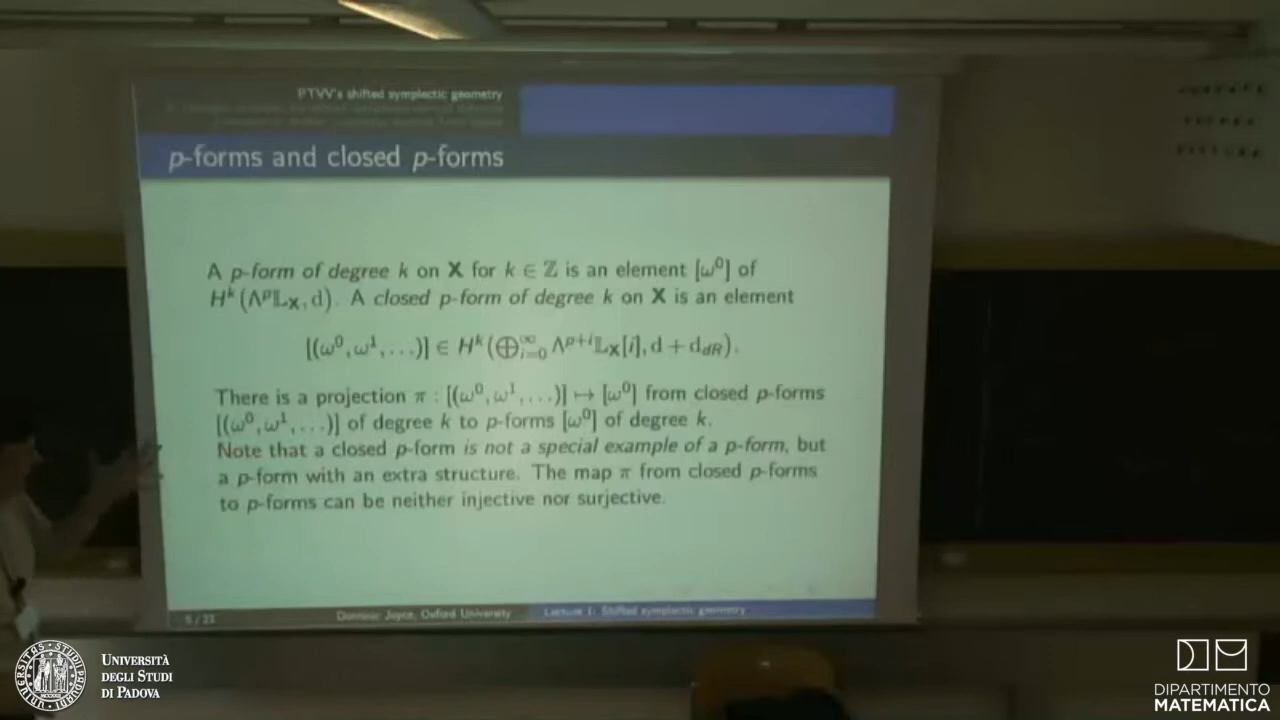 PTVV's shifted symplectic geometry
p-forms and closed p-forms
A p-form of degree k on X for k ∈ ℤ is an element [ω⁰] of
Hᵏ(Λᵖ𝕃_X, d). A closed p-form of degree k on X is an element
[(ω⁰, ω¹, . . .)] ∈ Hᵏ(⊕_{i=0}^∞ Λ^{p+i}𝕃_X[i], d + d_{dR}).
There is a projection π : [(ω⁰, ω¹, . . .)] ↦ [ω⁰] from closed p-forms
[(ω⁰, ω¹, . . .)] of degree k to p-forms [ω⁰] of degree k.
Note that a closed p-form is not a special example of a p-form, but
a p-form with an extra structure. The map π from closed p-forms
to p-forms can be neither injective nor surjective.
5 / 21
Dominic Joyce, Oxford University
Lecture 1: Shifted symplectic geometry
UNIVERSITÀ
DEGLI STUDI
DI PADOVA
DIPARTIMENTO
MATEMATICA